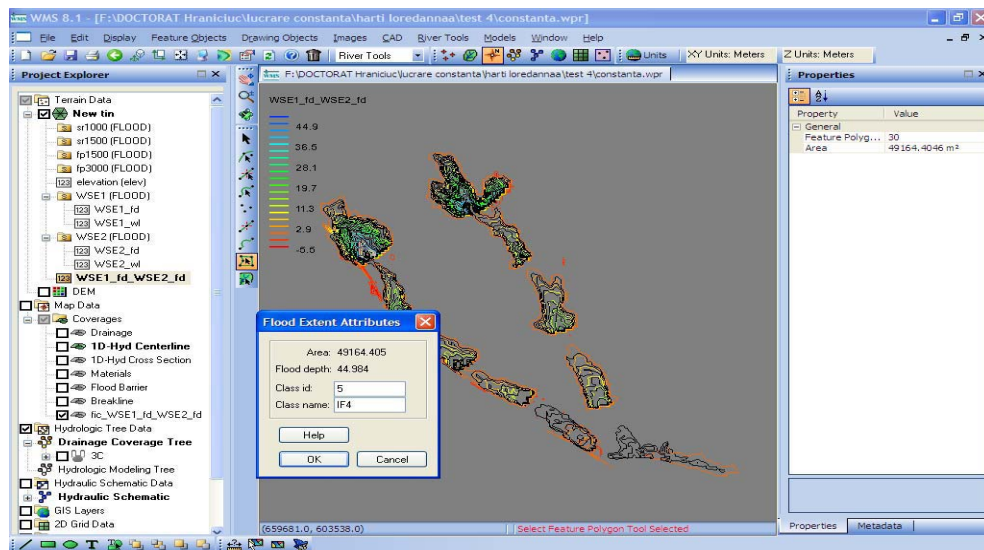 WMS 8.1 - [F:\DOCTORAT Hraniciuc\lucrare constanta\harti loredannaa\test 4\constanta.wpr]
File Edit Display Feature Objects Drawing Objects Images CAD River Tools Models Window Help
River Tools Units XY Units: Meters Z Units: Meters
Project Explorer
Terrain Data
New tin
sr1000 (FLOOD)
sr1500 (FLOOD)
fp1500 (FLOOD)
fp3000 (FLOOD)
elevation (elev)
WSE1 (FLOOD)
WSE1_fd
WSE1_wl
WSE2 (FLOOD)
WSE2_fd
WSE2_wl
WSE1_fd_WSE2_fd
DEM
Map Data
Coverages
Drainage
1D-Hyd Centerline
1D-Hyd Cross Section
Materials
Flood Barrier
Breakline
fic_WSE1_fd_WSE2_fd
Hydrologic Tree Data
Drainage Coverage Tree
3C
Hydrologic Modeling Tree
Hydraulic Schematic Data
Hydraulic Schematic
GIS Layers
2D Grid Data
F:\DOCTORAT Hraniciuc\lucrare constanta\harti loredannaa\test 4\constanta.wpr
WSE1_fd_WSE2_fd
44.9
36.5
28.1
19.7
11.3
2.9
-5.5
Flood Extent Attributes
Area: 49164.405
Flood depth: 44.984
Class id: 5
Class name: IF4
Help
OK Cancel
(659681.0, 603538.0) Select Feature Polygon Tool Selected
Properties
Property Value
General
Feature Polyg... 30
Area 49164.4046 m²
Properties Metadata